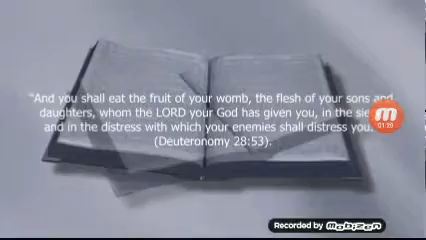 "And you shall eat the fruit of your womb, the flesh of your sons and
daughters, whom the LORD your God has given you, in the sie
and in the distress with which your enemies shall distress you.
(Deuteronomy 28:53).
01:20
Recorded by Mobizen